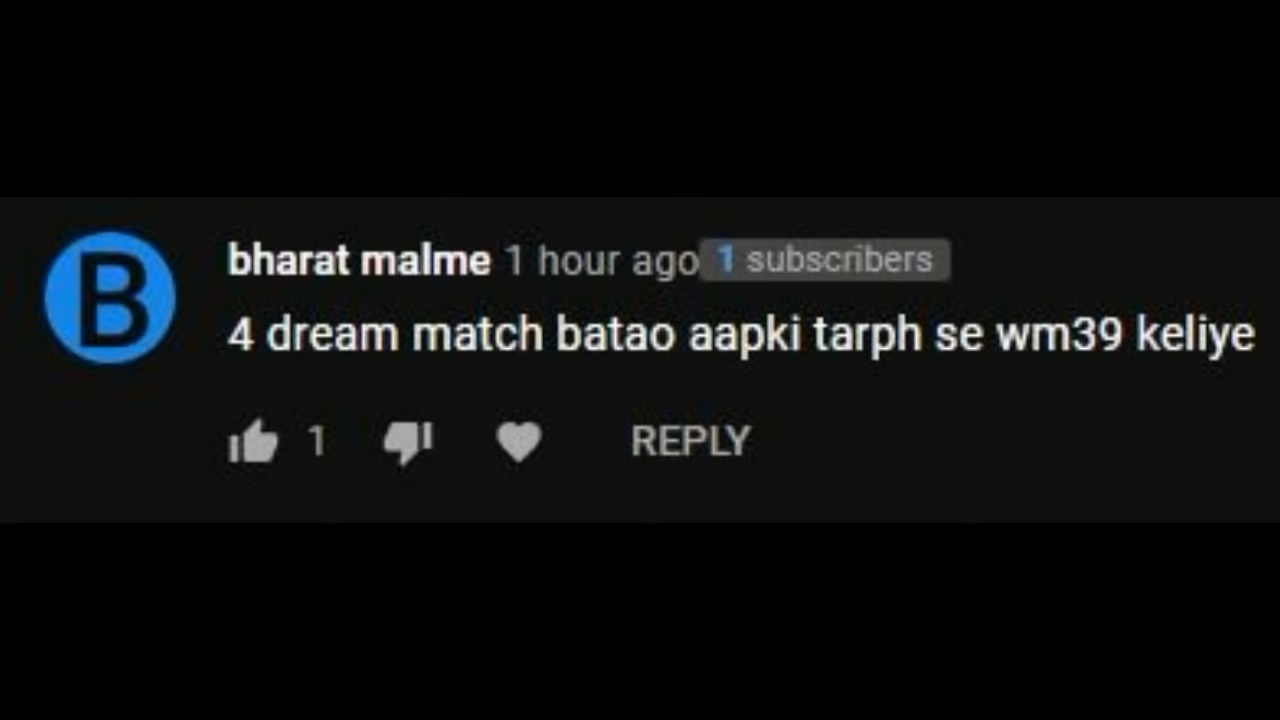 B
bharat malme 1 hour ago 1 subscribers
4 dream match batao aapki tarph se wm39 keliye
1 REPLY